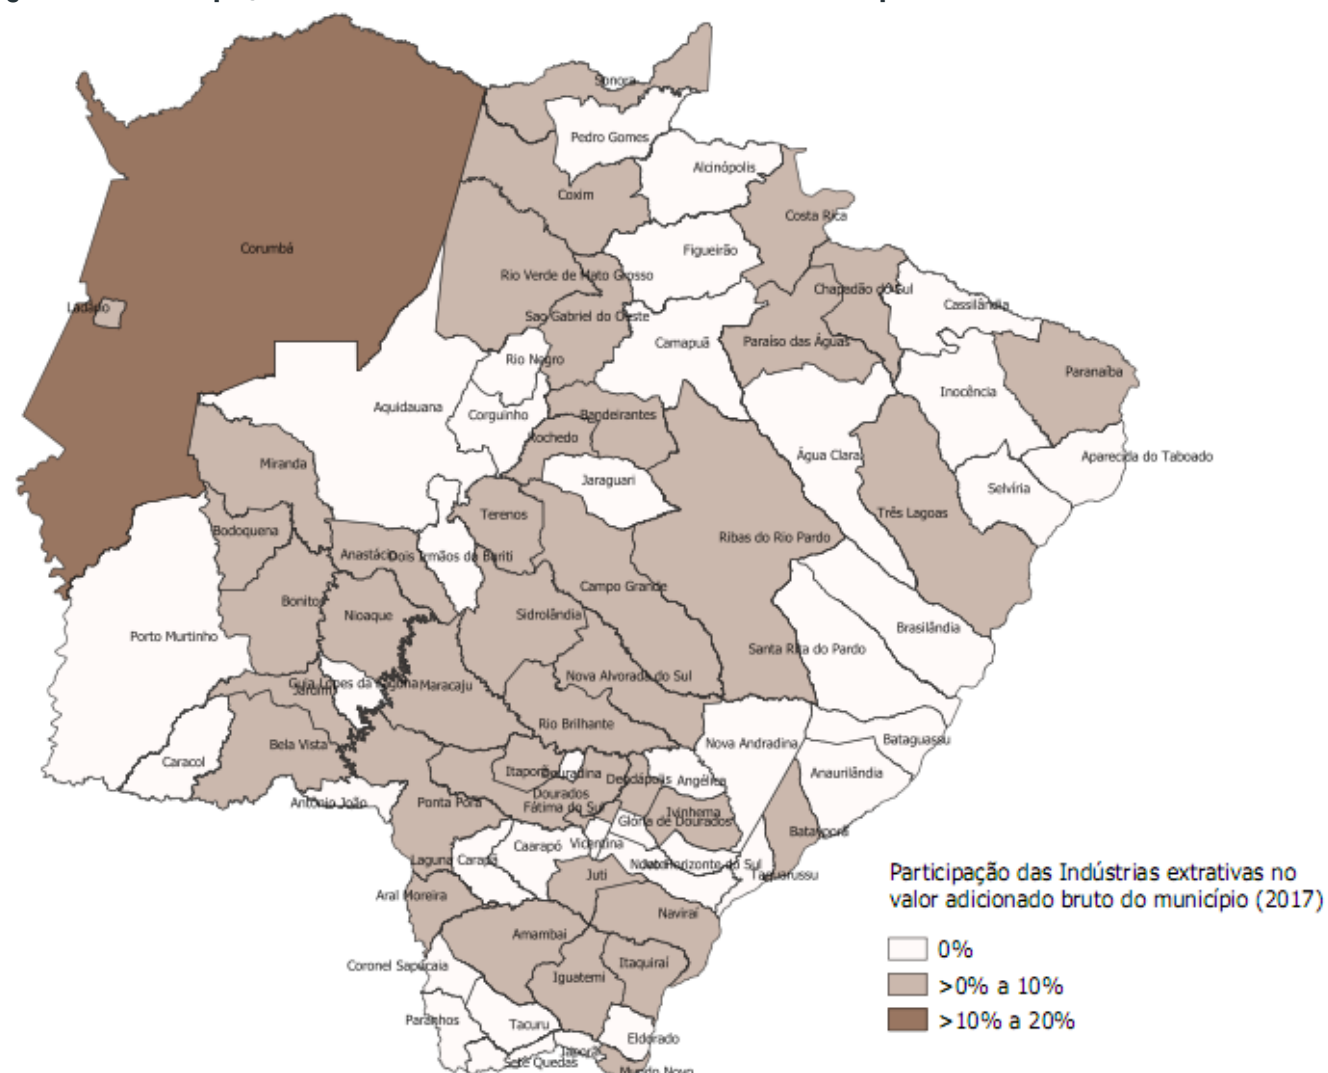 Sonora
Pedro Gomes
Alcinópolis
Coxim
Costa Rica
Corumbá
Figueirão
Rio Verde de Mato Grosso
Chapadão do Sul
Cassilândia
Ladário
Sao Gabriel do Oeste
Camapuã
Paraíso das Águas
Rio Negro
Paranaíba
Inocência
Aquidauana
Corguinho
Bandeirantes
Rochedo
Água Clara
Aparecida do Taboado
Miranda
Jaraguari
Selvíria
Terenos
Três Lagoas
Bodoquena
Ribas do Rio Pardo
Anastácio
Dois Irmãos do Buriti
Campo Grande
Bonito
Nioaque
Sidrolândia
Brasilândia
Porto Murtinho
Santa Rita do Pardo
Nova Alvorada do Sul
Guia Lopes da Laguna
Maracaju
Jardim
Rio Brilhante
Bela Vista
Nova Andradina
Bataguassu
Caracol
Itaporã
Douradina
Deodápolis
Angélica
Anaurilândia
Dourados
Antônio João
Ponta Porã
Fátima do Sul
Ivinhema
Glória de Dourados
Batayporã
Caarapó
Vicentina
Laguna Carapã
Novo Horizonte do Sul
Juti
Taquarussu
Aral Moreira
Naviraí
Amambai
Coronel Sapucaia
Itaquiraí
Iguatemi
Paranhos
Tacuru
Eldorado
Japorã
Sete Quedas
Mundo Novo
Participação das Indústrias extrativas no
valor adicionado bruto do município (2017)
0%
>0% a 10%
>10% a 20%